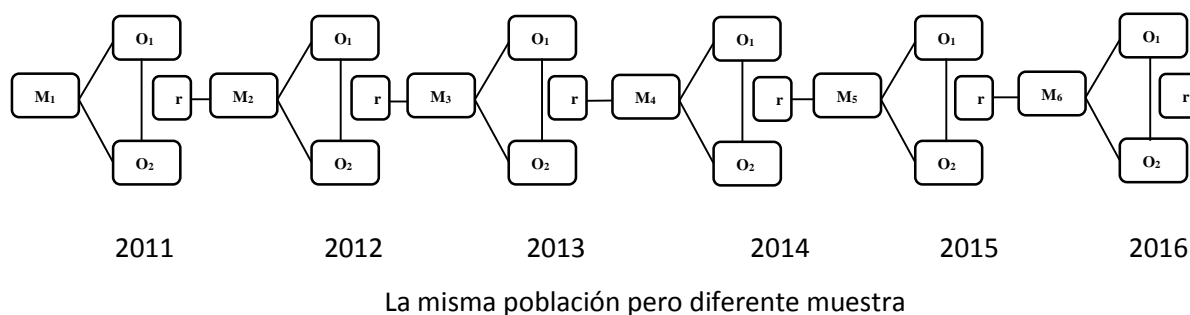 O₁ O₁ O₁ O₁ O₁ O₁
M₁ r M₂ r M₃ r M₄ r M₅ r M₆ r
O₂ O₂ O₂ O₂ O₂ O₂
2011 2012 2013 2014 2015 2016
La misma población pero diferente muestra